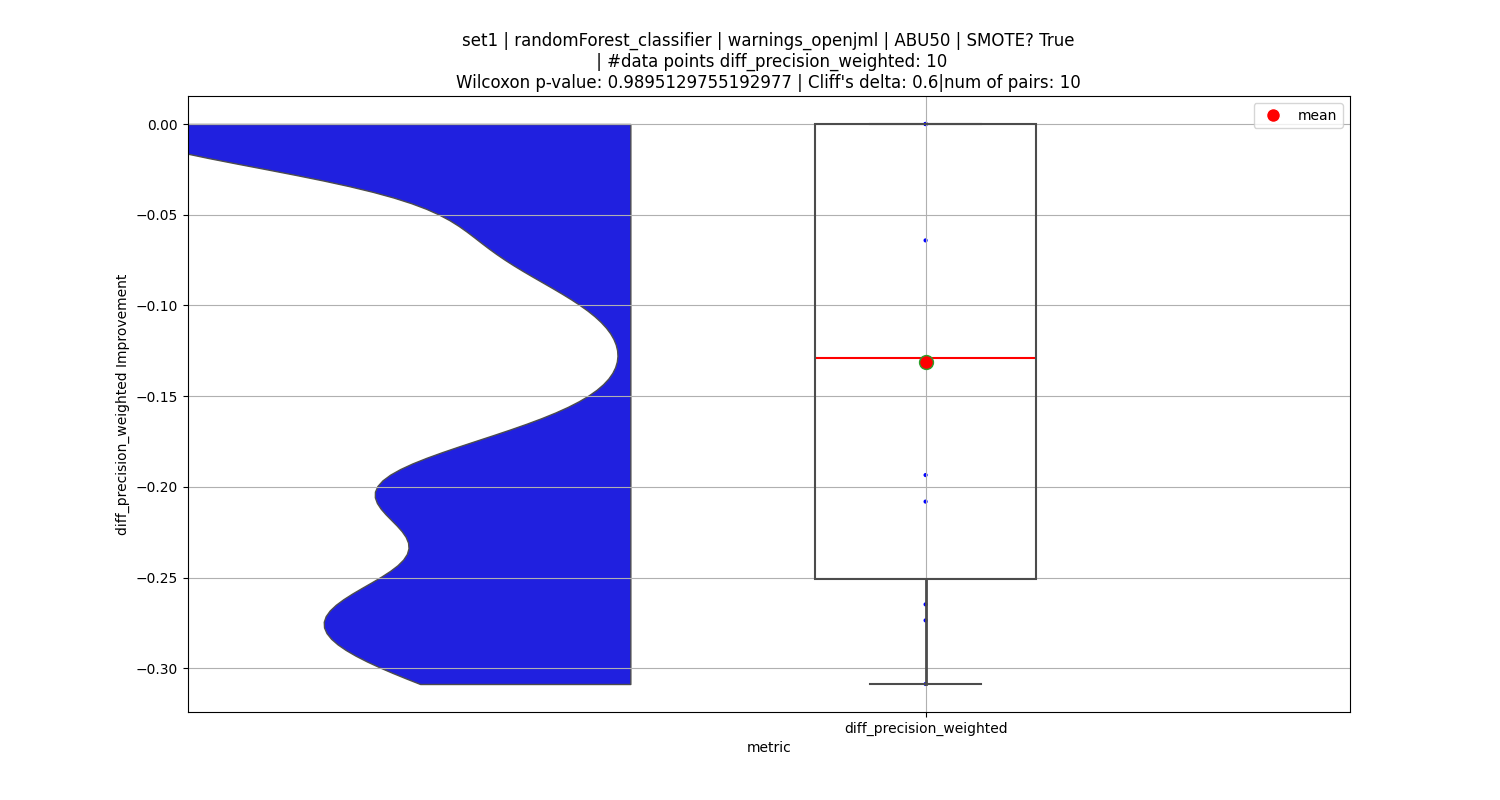 set1 | randomForest_classifier | warnings_openjml | ABU50 | SMOTE? True
| #data points diff_precision_weighted: 10
Wilcoxon p-value: 0.9895129755192977 | Cliff's delta: 0.6|num of pairs: 10
mean
0.00
−0.05
−0.10
−0.15
−0.20
−0.25
−0.30
diff_precision_weighted Improvement
diff_precision_weighted
metric